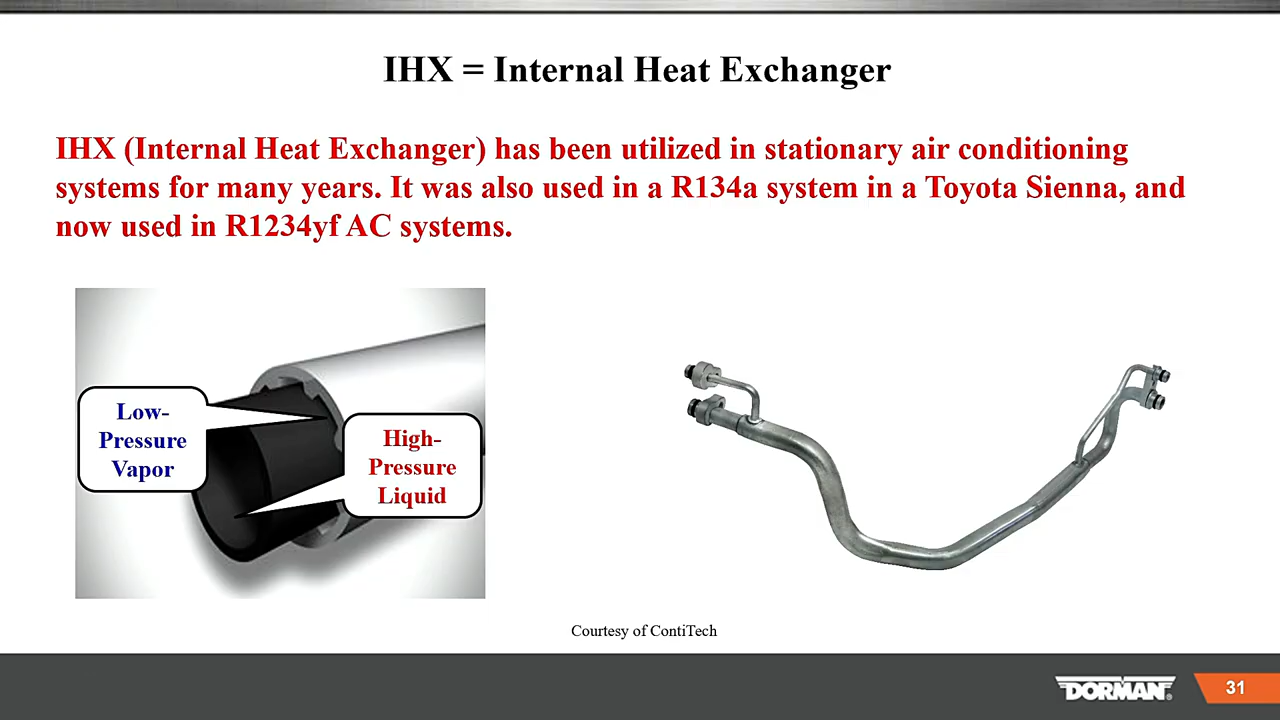 IHX = Internal Heat Exchanger
IHX (Internal Heat Exchanger) has been utilized in stationary air conditioning
systems for many years. It was also used in a R134a system in a Toyota Sienna, and
now used in R1234yf AC systems.
Low-
Pressure
Vapor
High-
Pressure
Liquid
Courtesy of ContiTech
DORMAN®
31